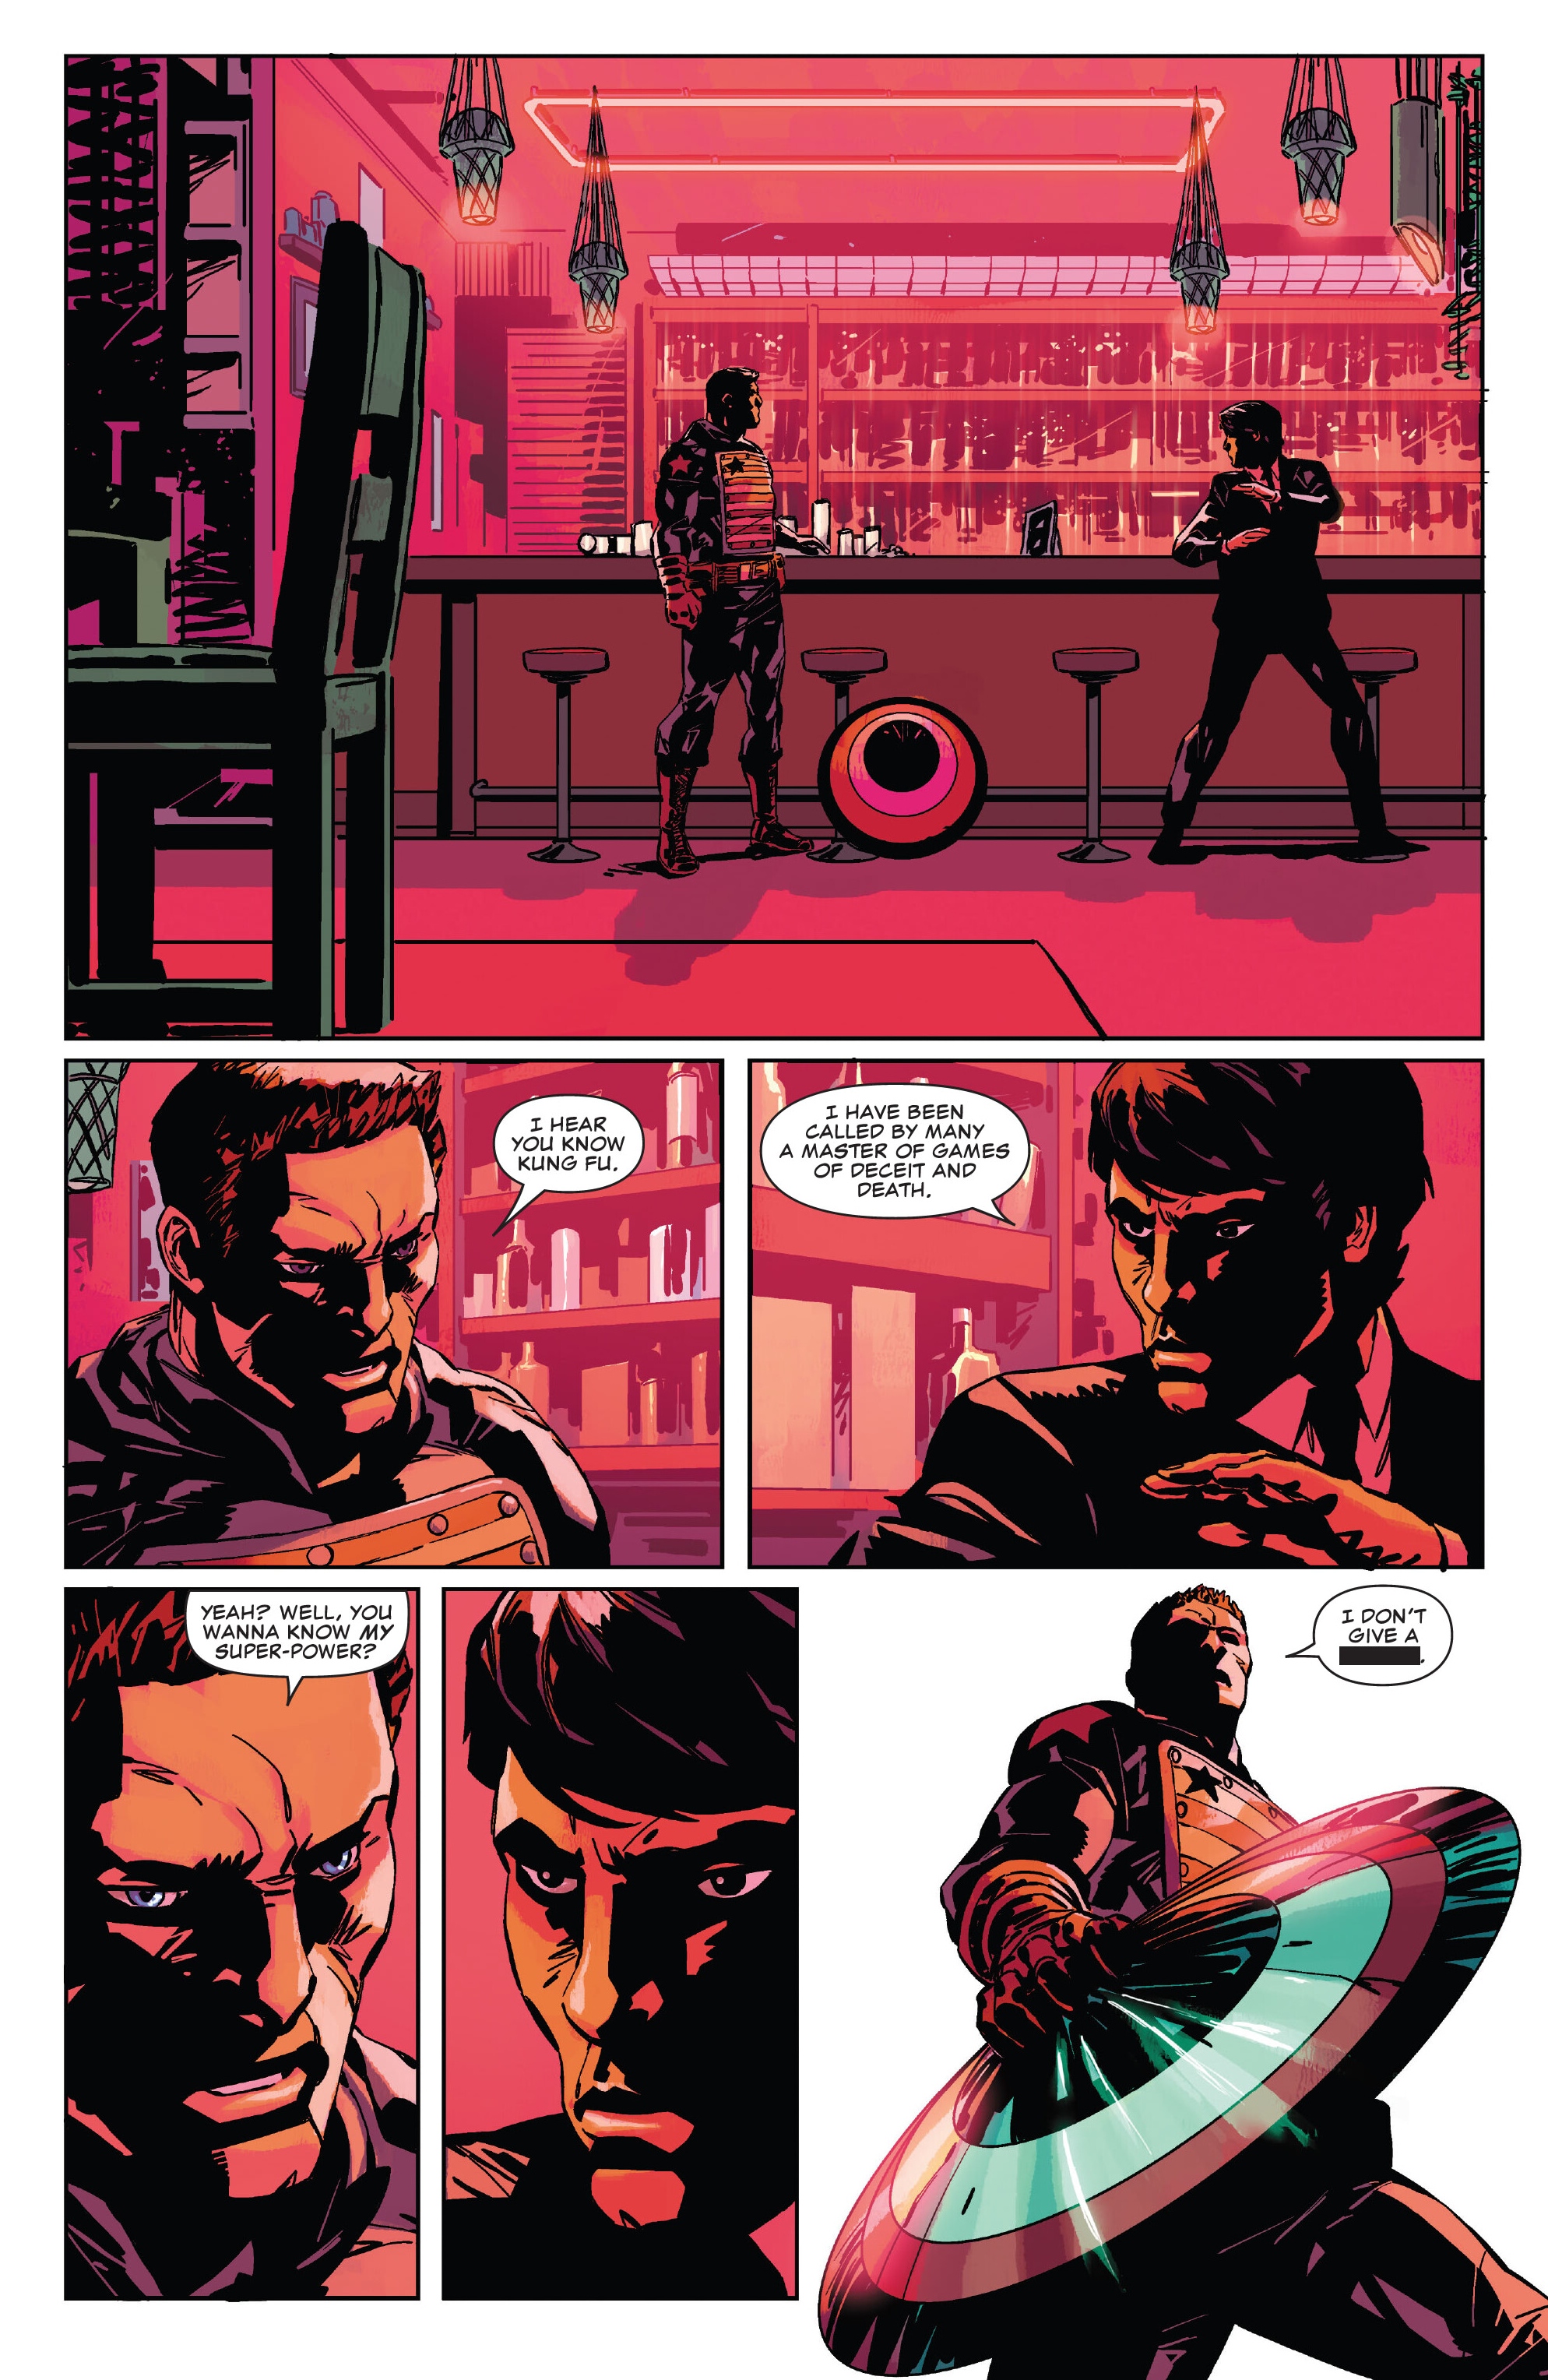 I HEAR
YOU KNOW
KUNG FU.
I HAVE BEEN
CALLED BY MANY
A MASTER OF GAMES
OF DECEIT AND
DEATH.
YEAH? WELL, YOU
WANNA KNOW MY
SUPER-POWER?
I DON'T
GIVE A
.